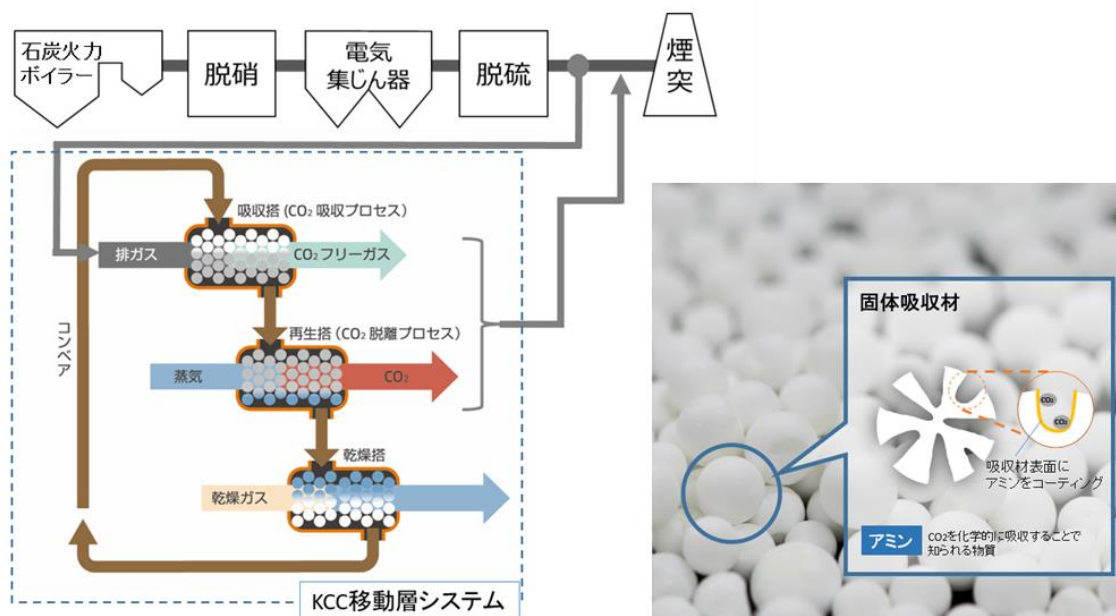 石炭火力
ボイラー
脱硝
電気
集じん器
脱硫
煙突
吸収搭 (CO₂ 吸収プロセス)
排ガス
CO₂ フリーガス
コンベア
再生搭 (CO₂ 脱離プロセス)
蒸気
CO₂
乾燥搭
乾燥ガス
KCC移動層システム
固体吸収材
CO₂
CO₂
吸収材表面に
アミンをコーティング
アミン
CO₂を化学的に吸収することで
知られる物質